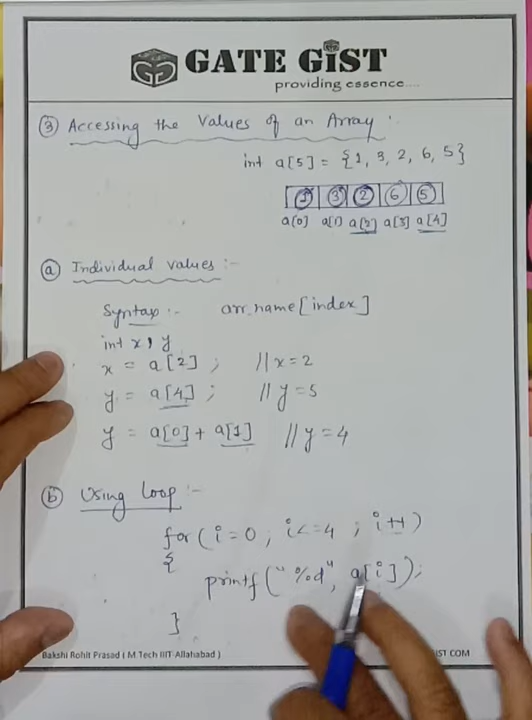 GATE GIST
providing essence....
③ Accessing the Values of an Array :
int a[5] = {1, 3, 2, 6, 5}
1 3 2 6 5
a[0] a[1] a[2] a[3] a[4]
ⓐ Individual values :-
Syntax :- arr_name[index]
int x, y
x = a[2] ; //x=2
y = a[4] ; //y=5
y = a[0] + a[1] //y=4
ⓑ Using Loop :-
for(i=0 ; i<=4 ; i++)
{
printf("%d", a[i]);
}
Bakshi Rohit Prasad ( M.Tech IIIT-Allahabad )
IST COM